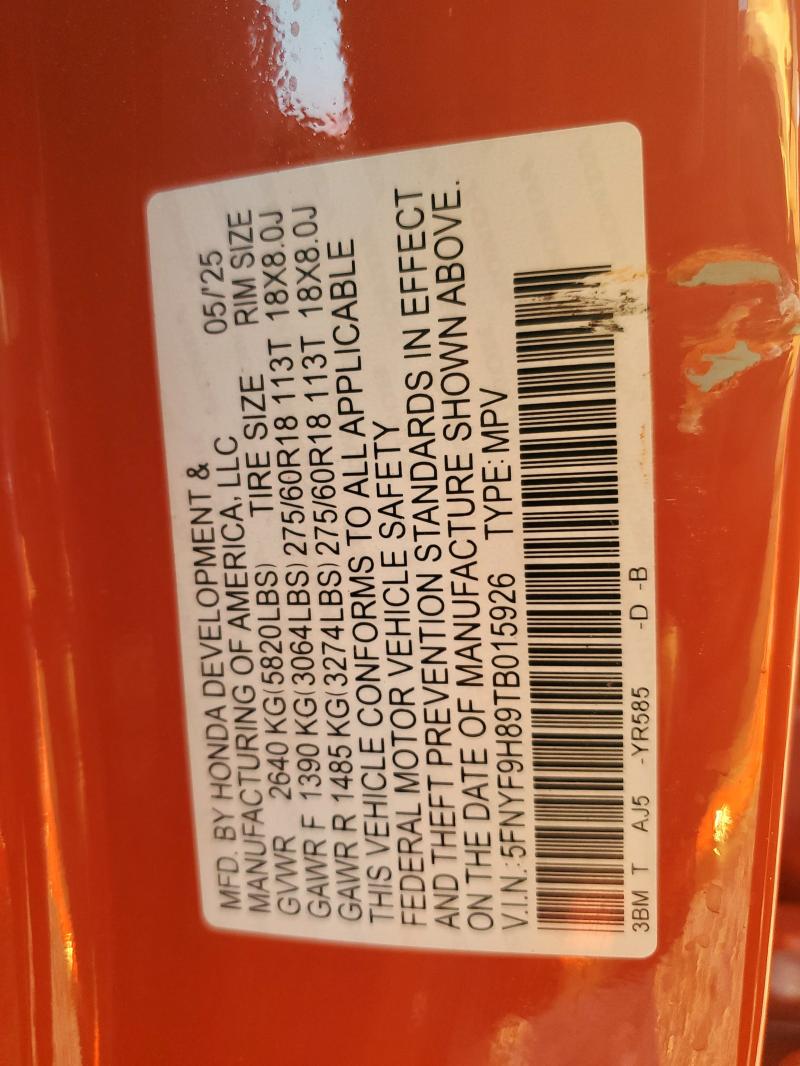 MFD. BY HONDA DEVELOPMENT &
MANUFACTURING OF AMERICA, LLC 05/'25
GVWR 2640 KG(5820LBS) TIRE SIZE RIM SIZE
GAWR F 1390 KG(3064LBS) 275/60R18 113T 18X8.0J
GAWR R 1485 KG(3274LBS) 275/60R18 113T 18X8.0J
THIS VEHICLE CONFORMS TO ALL APPLICABLE
FEDERAL MOTOR VEHICLE SAFETY
AND THEFT PREVENTION STANDARDS IN EFFECT
ON THE DATE OF MANUFACTURE SHOWN ABOVE.
V.I.N.:5FNYF9H89TB015926 TYPE:MPV
3BM T AJ5 -YR585 -D -B